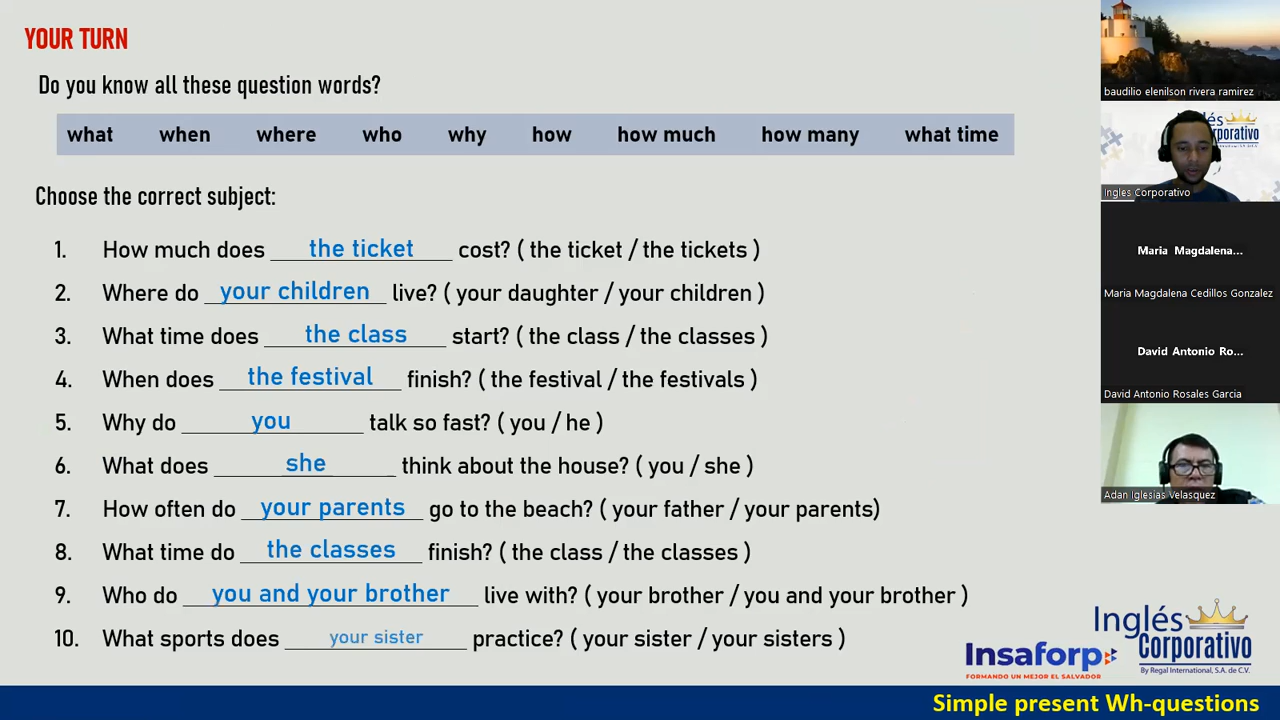 YOUR TURN
Do you know all these question words?
what when where who why how how much how many what time
Choose the correct subject:
1. How much does the ticket cost? ( the ticket / the tickets )
2. Where do your children live? ( your daughter / your children )
3. What time does the class start? ( the class / the classes )
4. When does the festival finish? ( the festival / the festivals )
5. Why do you talk so fast? ( you / he )
6. What does she think about the house? ( you / she )
7. How often do your parents go to the beach? ( your father / your parents)
8. What time do the classes finish? ( the class / the classes )
9. Who do you and your brother live with? ( your brother / you and your brother )
10. What sports does your sister practice? ( your sister / your sisters )
Insaforp
FORMANDO UN MEJOR EL SALVADOR
Inglés
Corporativo
By Regal International, S.A. de C.V.
Simple present Wh-questions
baudilio elenilson rivera ramirez
Inglés Corporativo
Maria Magdalena...
Maria Magdalena Cedillos Gonzalez
David Antonio Ro...
David Antonio Rosales Garcia
Adan Iglesias Velasquez